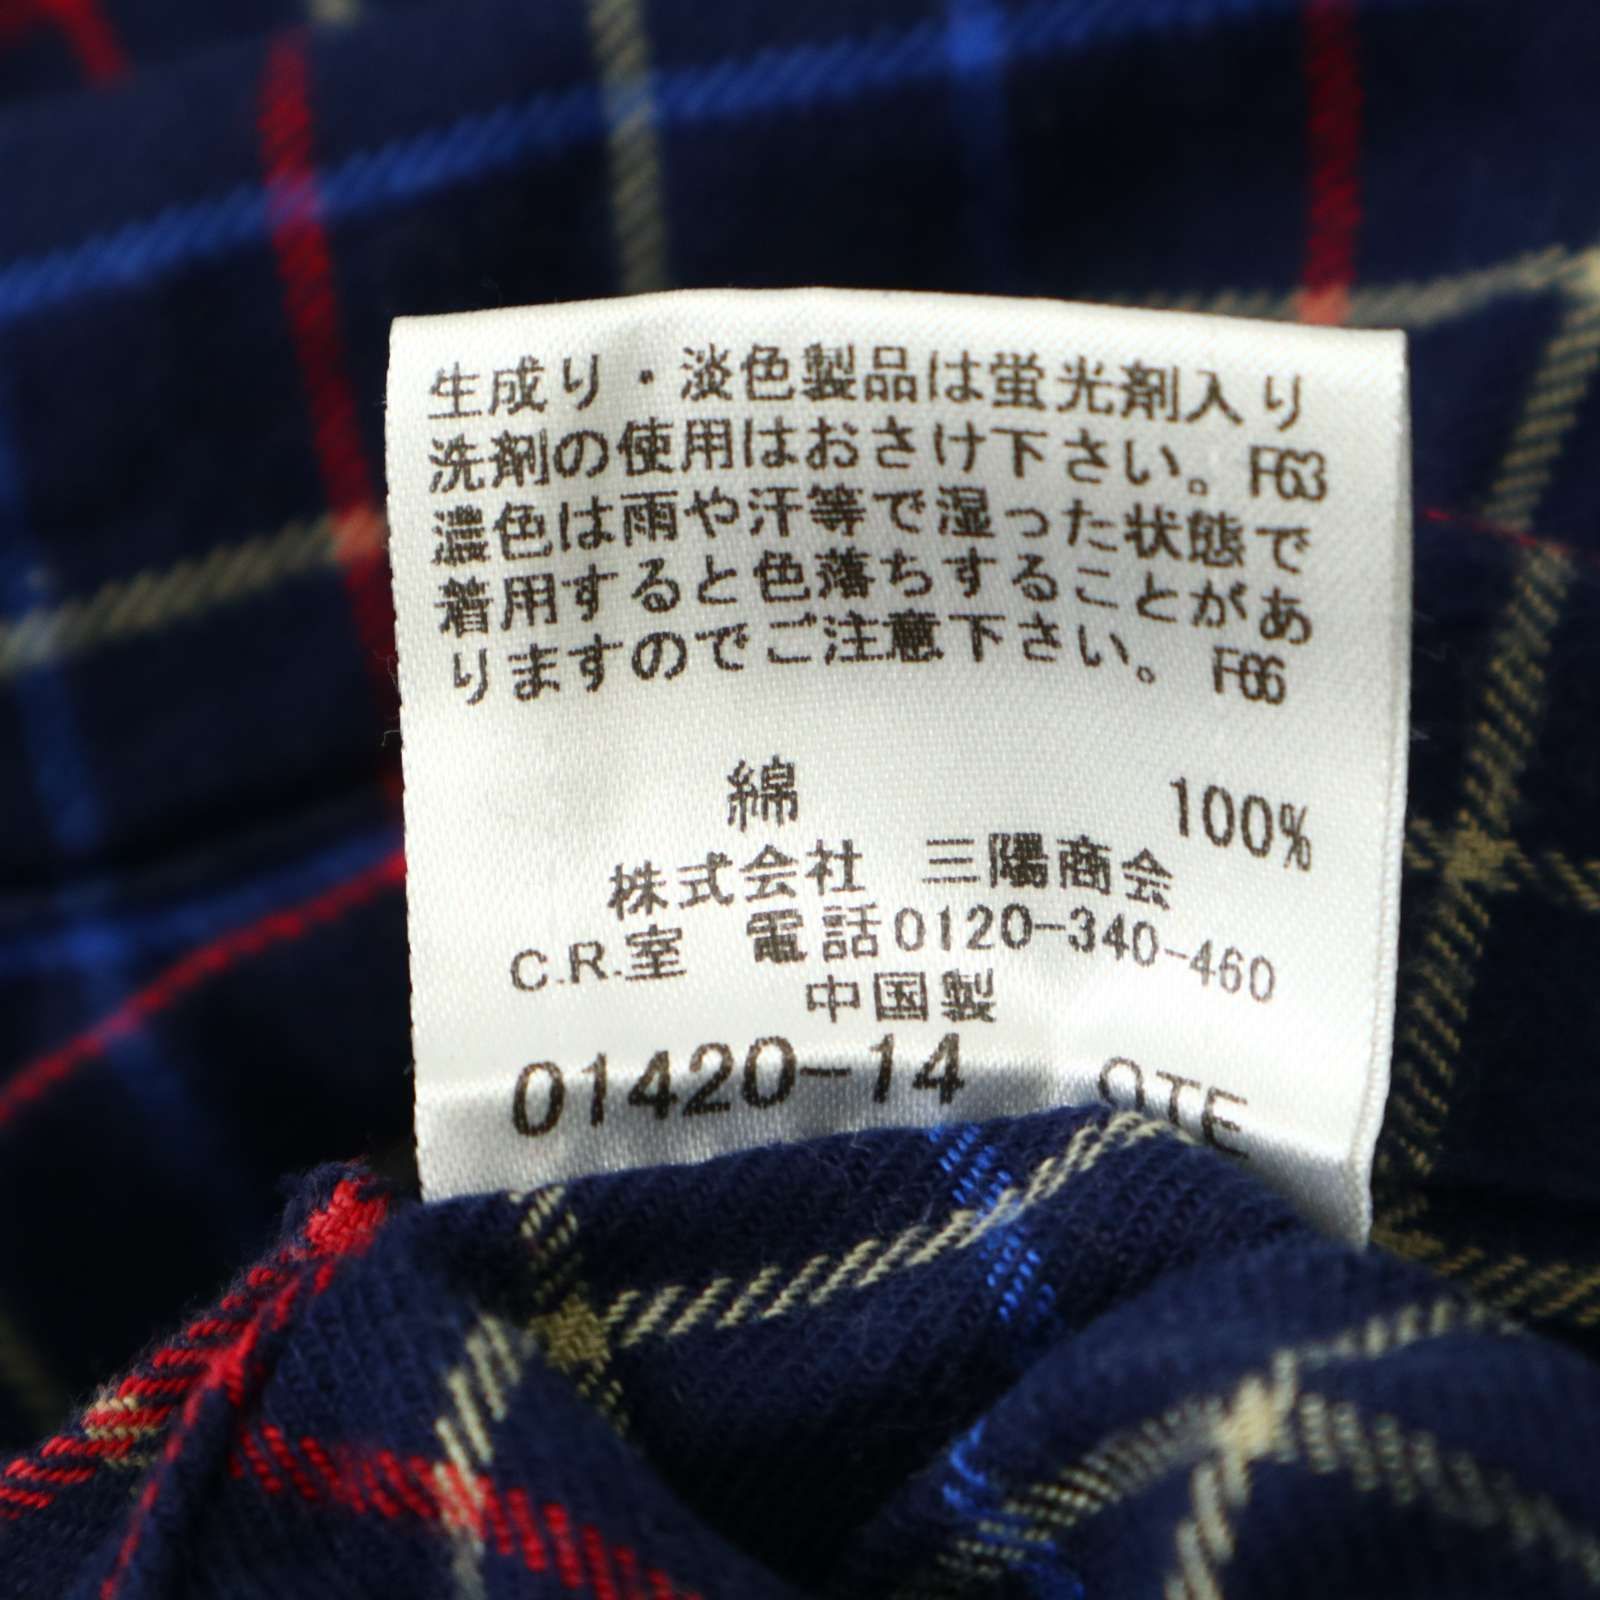 生成り・淡色製品は蛍光剤入り
洗剤の使用はおさけ下さい。F63
濃色は雨や汗等で湿った状態で
着用すると色落ちすることがあ
りますのでご注意下さい。 F66
綿 100%
株式会社 三陽商会
C.R.室 電話0120-340-460
中国製
01420-14